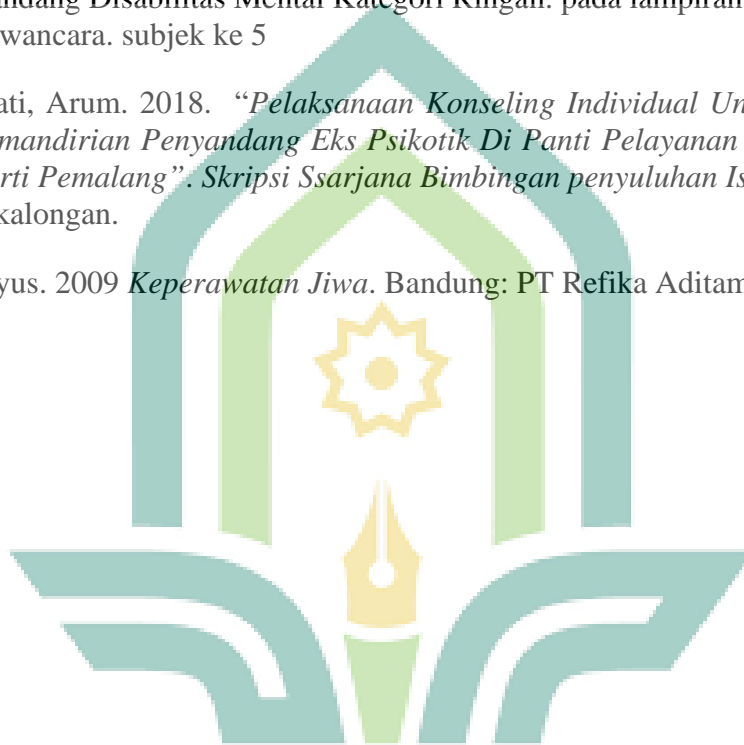 ndang Disabilitas Mental Kategori Ringan. pada lampiran
wancara. subjek ke 5
ati, Arum. 2018. “Pelaksanaan Konseling Individual Un
mandirian Penyandang Eks Psikotik Di Panti Pelayanan
rti Pemalang”. Skripsi Ssarjana Bimbingan penyuluhan Is
kalongan.
yus. 2009 Keperawatan Jiwa. Bandung: PT Refika Aditam